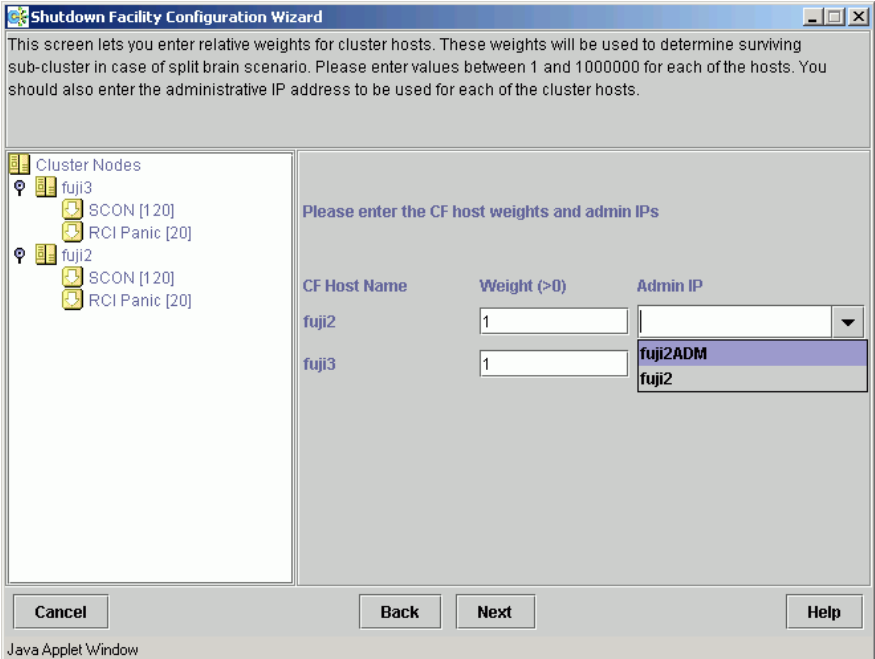 Shutdown Facility Configuration Wizard
This screen lets you enter relative weights for cluster hosts. These weights will be used to determine surviving
sub-cluster in case of split brain scenario. Please enter values between 1 and 1000000 for each of the hosts. You
should also enter the administrative IP address to be used for each of the cluster hosts.
Cluster Nodes
fuji3
SCON [120]
RCI Panic [20]
fuji2
SCON [120]
RCI Panic [20]
Please enter the CF host weights and admin IPs
CF Host Name Weight (>0) Admin IP
fuji2 1
fuji2ADM
fuji3 1
fuji2
Cancel Back Next Help
Java Applet Window